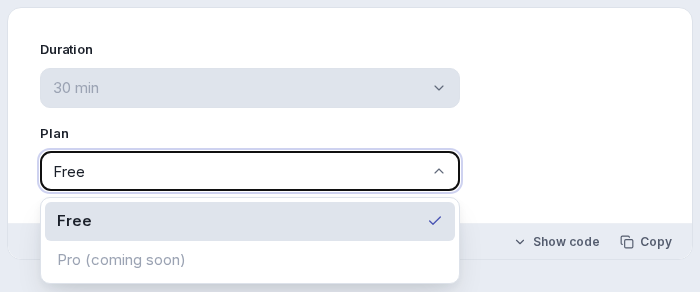 Duration
30 min
Plan
Free
Free
Show code Copy
Pro (coming soon)